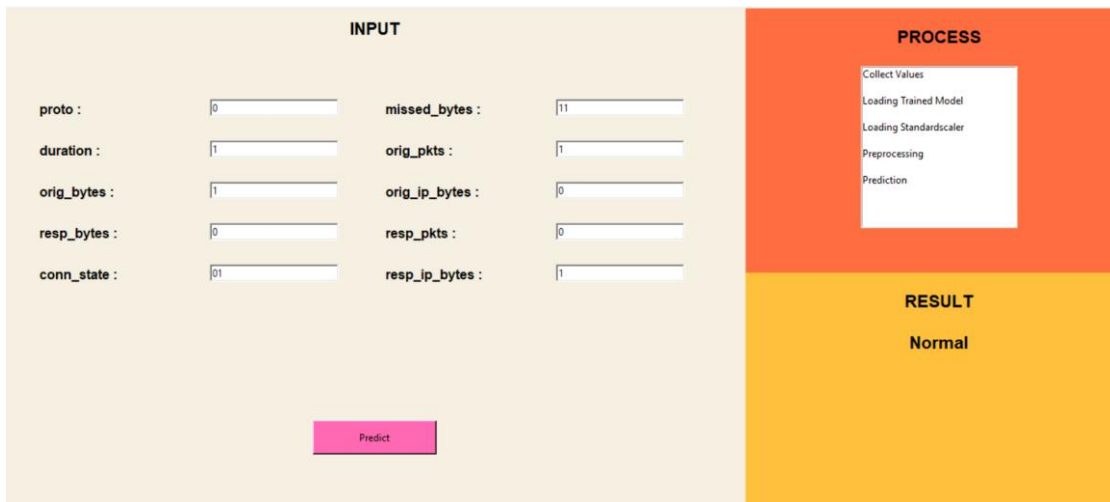 INPUT
proto : 0 missed_bytes : 11
duration : 1 orig_pkts : 1
orig_bytes : 1 orig_ip_bytes : 0
resp_bytes : 0 resp_pkts : 0
conn_state : 01 resp_ip_bytes : 1
Predict
PROCESS
Collect Values
Loading Trained Model
Loading Standardscaler
Preprocessing
Prediction
RESULT
Normal